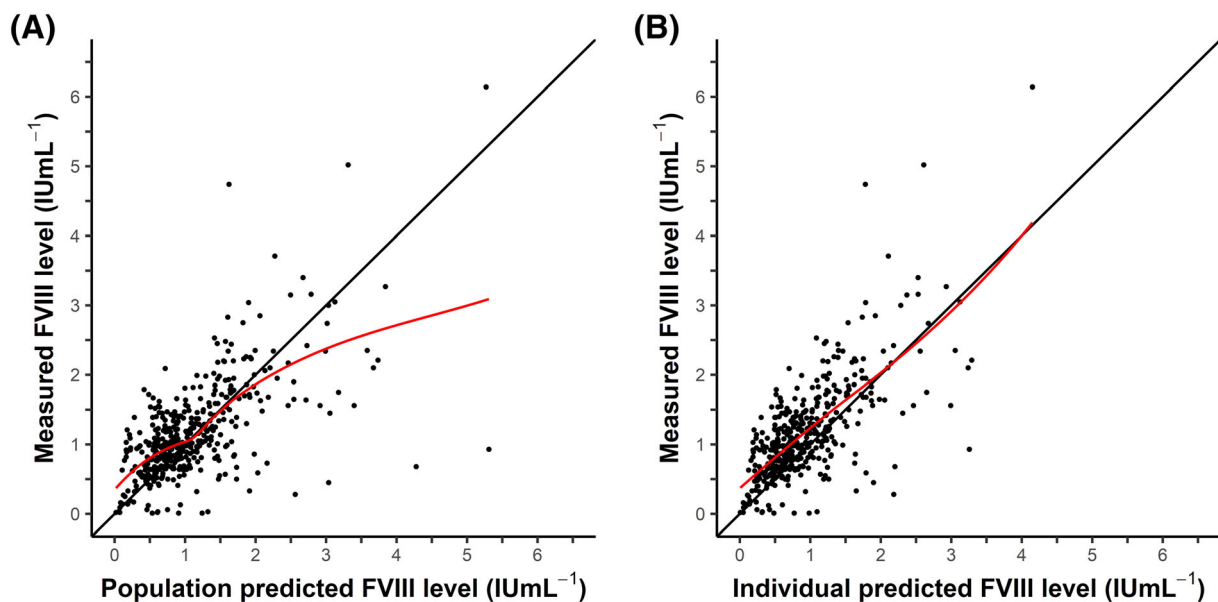 (A)
Measured FVIII level (IUmL⁻¹)
6
5
4
3
2
1
0
0 1 2 3 4 5 6
Population predicted FVIII level (IUmL⁻¹)
(B)
Measured FVIII level (IUmL⁻¹)
6
5
4
3
2
1
0
0 1 2 3 4 5 6
Individual predicted FVIII level (IUmL⁻¹)